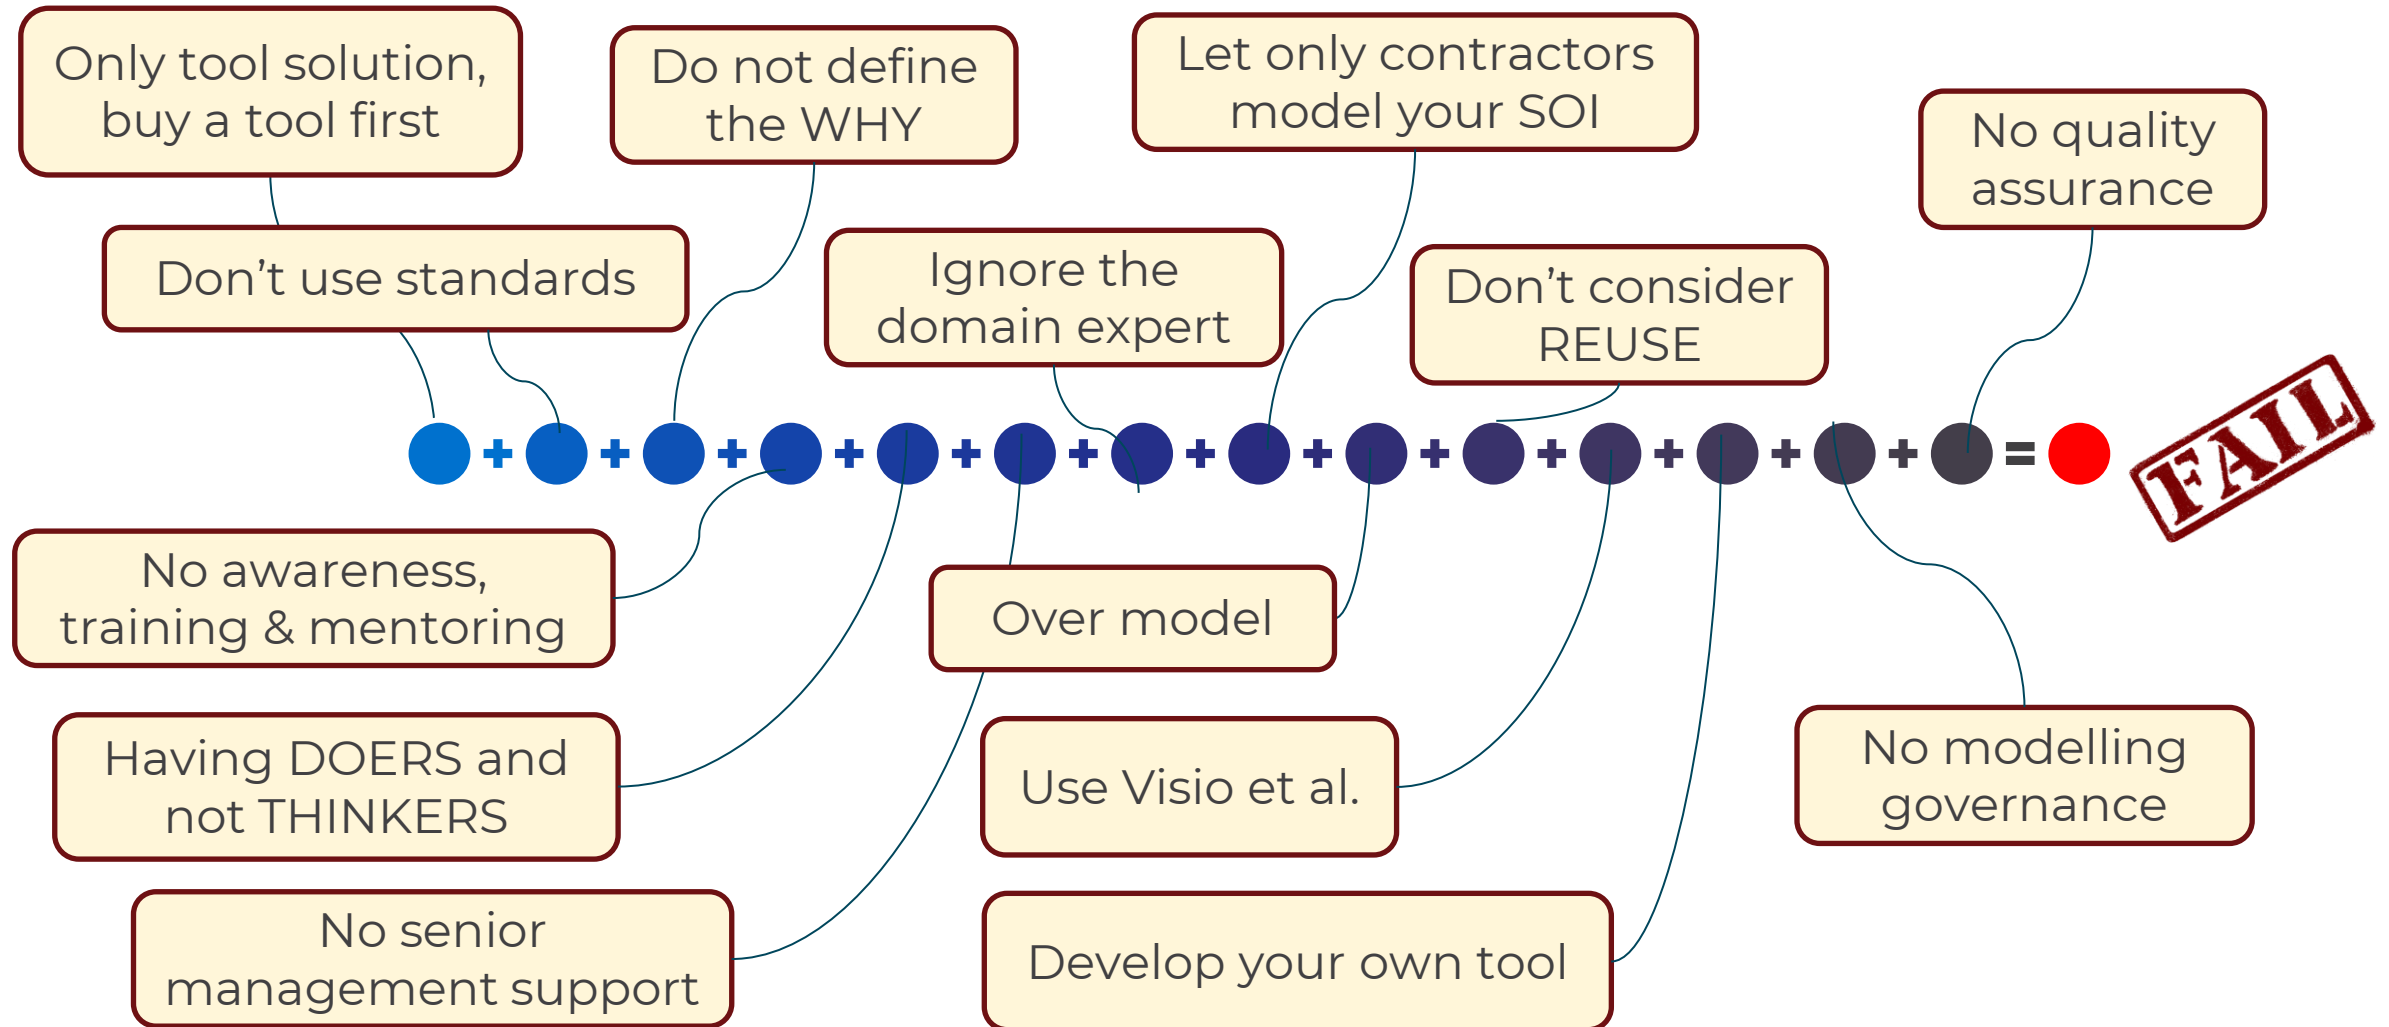 Only tool solution,
buy a tool first
Do not define
the WHY
Let only contractors
model your SOI
No quality
assurance
Don’t use standards
Ignore the
domain expert
Don’t consider
REUSE
+ + + + + + + + + + + + + =
FAIL
No awareness,
training & mentoring
Over model
Having DOERS and
not THINKERS
Use Visio et al.
No modelling
governance
No senior
management support
Develop your own tool